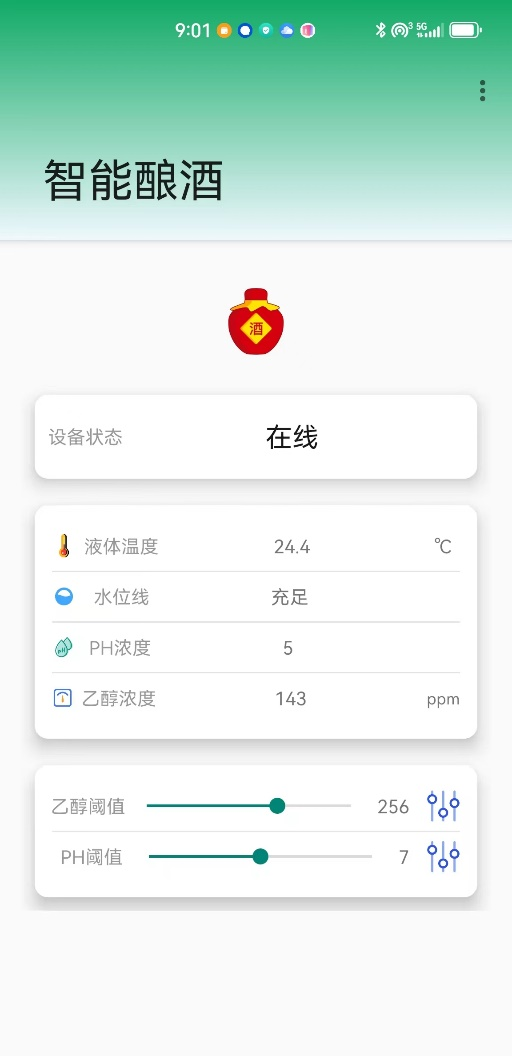 9:01
3 5G
智能酿酒
酒
设备状态 在线
液体温度 24.4 ℃
水位线 充足
PH浓度 5
乙醇浓度 143 ppm
乙醇阈值 256
PH阈值 7